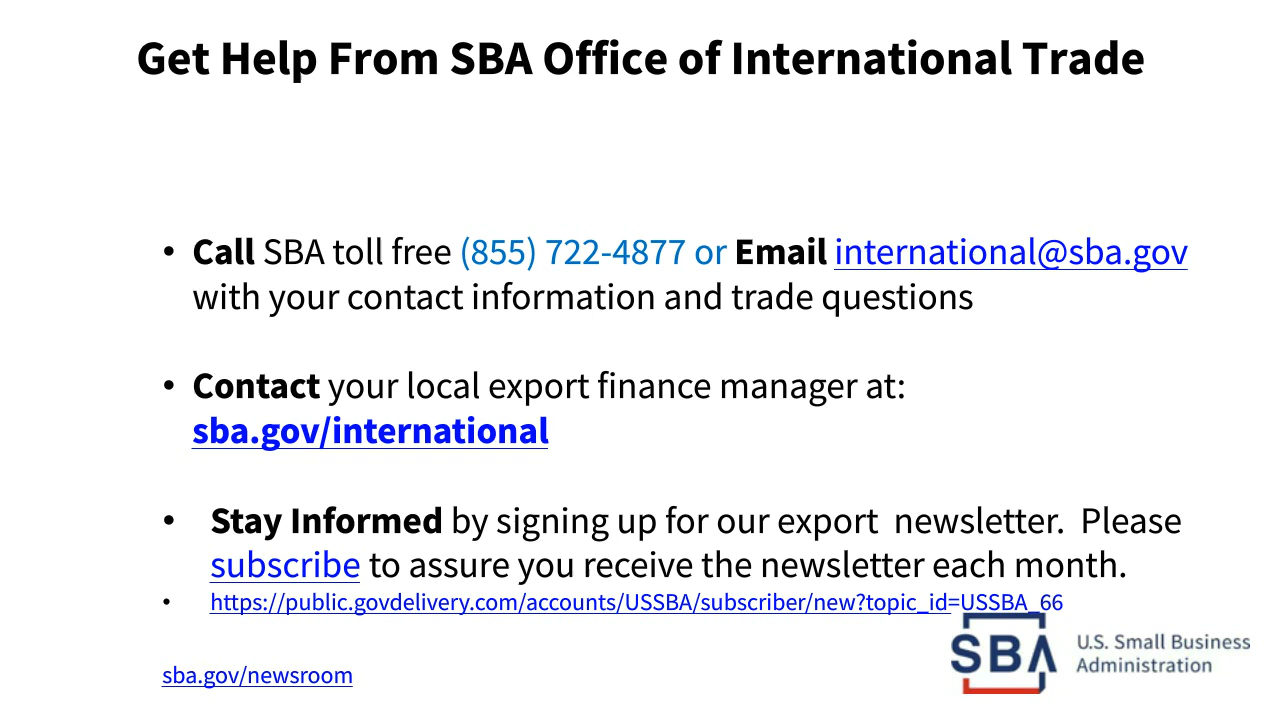 Get Help From SBA Office of International Trade
• Call SBA toll free (855) 722-4877 or Email international@sba.gov
with your contact information and trade questions
• Contact your local export finance manager at:
sba.gov/international
• Stay Informed by signing up for our export  newsletter.  Please
subscribe to assure you receive the newsletter each month.
• https://public.govdelivery.com/accounts/USSBA/subscriber/new?topic_id=USSBA_66
sba.gov/newsroom
SBA
U.S. Small Business
Administration